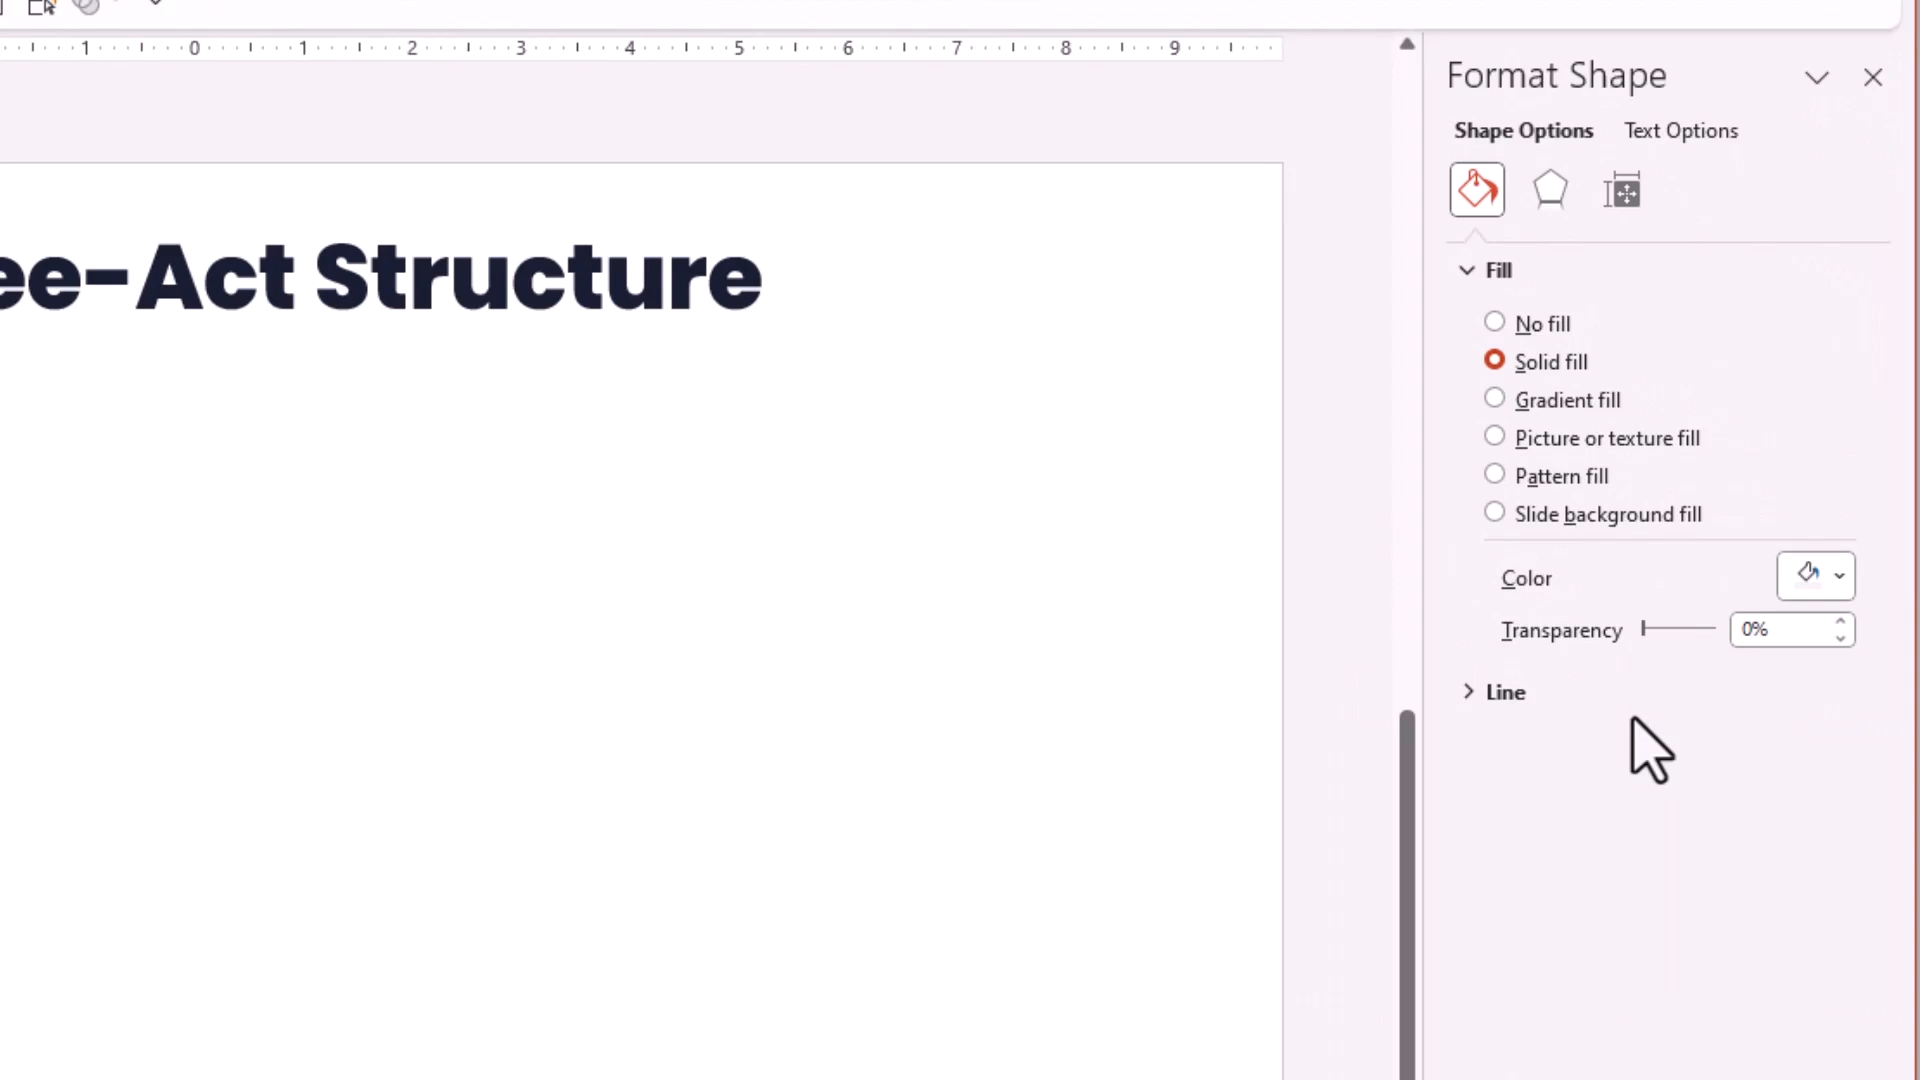 1 0 1 2 3 4 5 6 7 8 9
Format Shape
Shape Options Text Options
ee-Act Structure
Fill
No fill
Solid fill
Gradient fill
Picture or texture fill
Pattern fill
Slide background fill
Color
Transparency 0%
Line